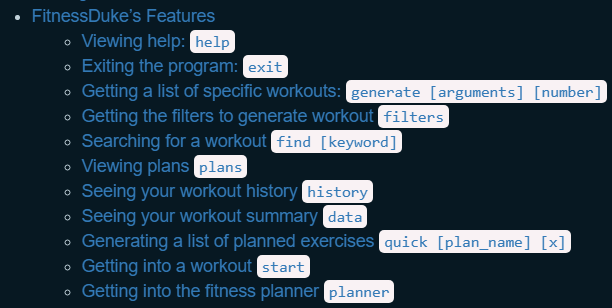 FitnessDuke's Features
Viewing help: help
Exiting the program: exit
Getting a list of specific workouts: generate [arguments] [number]
Getting the filters to generate workout filters
Searching for a workout find [keyword]
Viewing plans plans
Seeing your workout history history
Seeing your workout summary data
Generating a list of planned exercises quick [plan_name] [x]
Getting into a workout start
Getting into the fitness planner planner